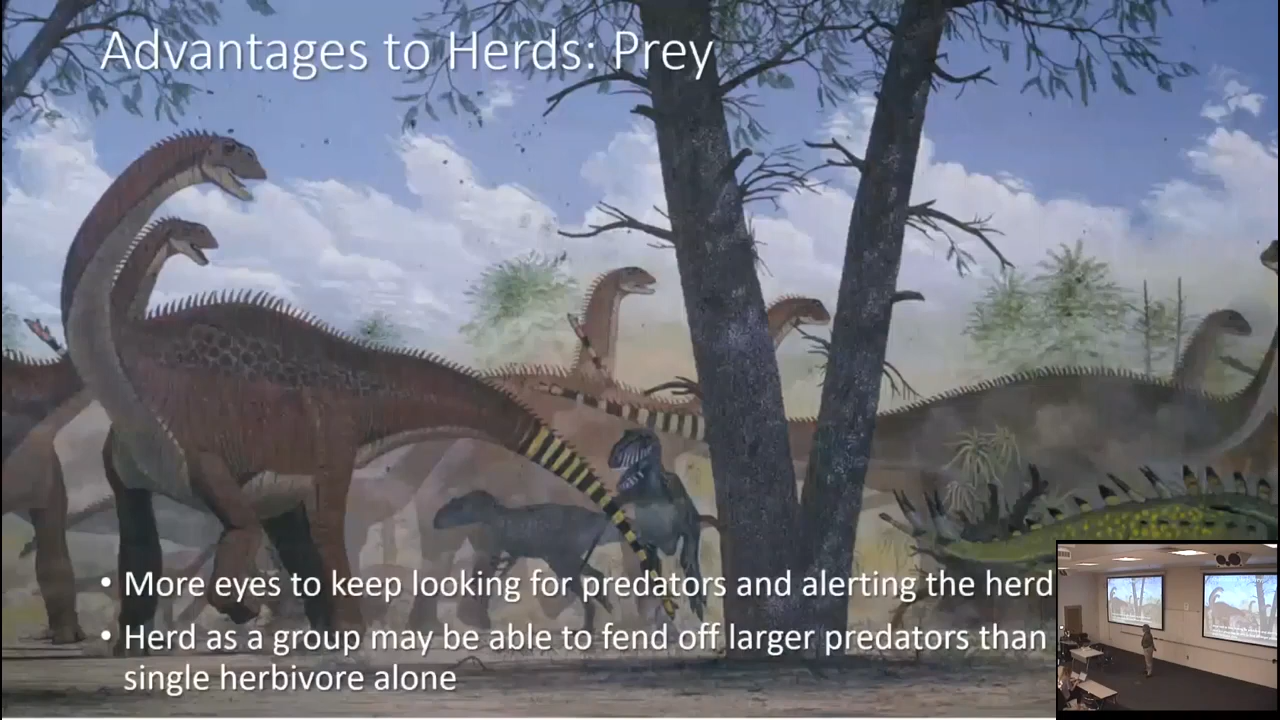 Advantages to Herds: Prey
• More eyes to keep looking for predators and alerting the herd
• Herd as a group may be able to fend off larger predators than
single herbivore alone